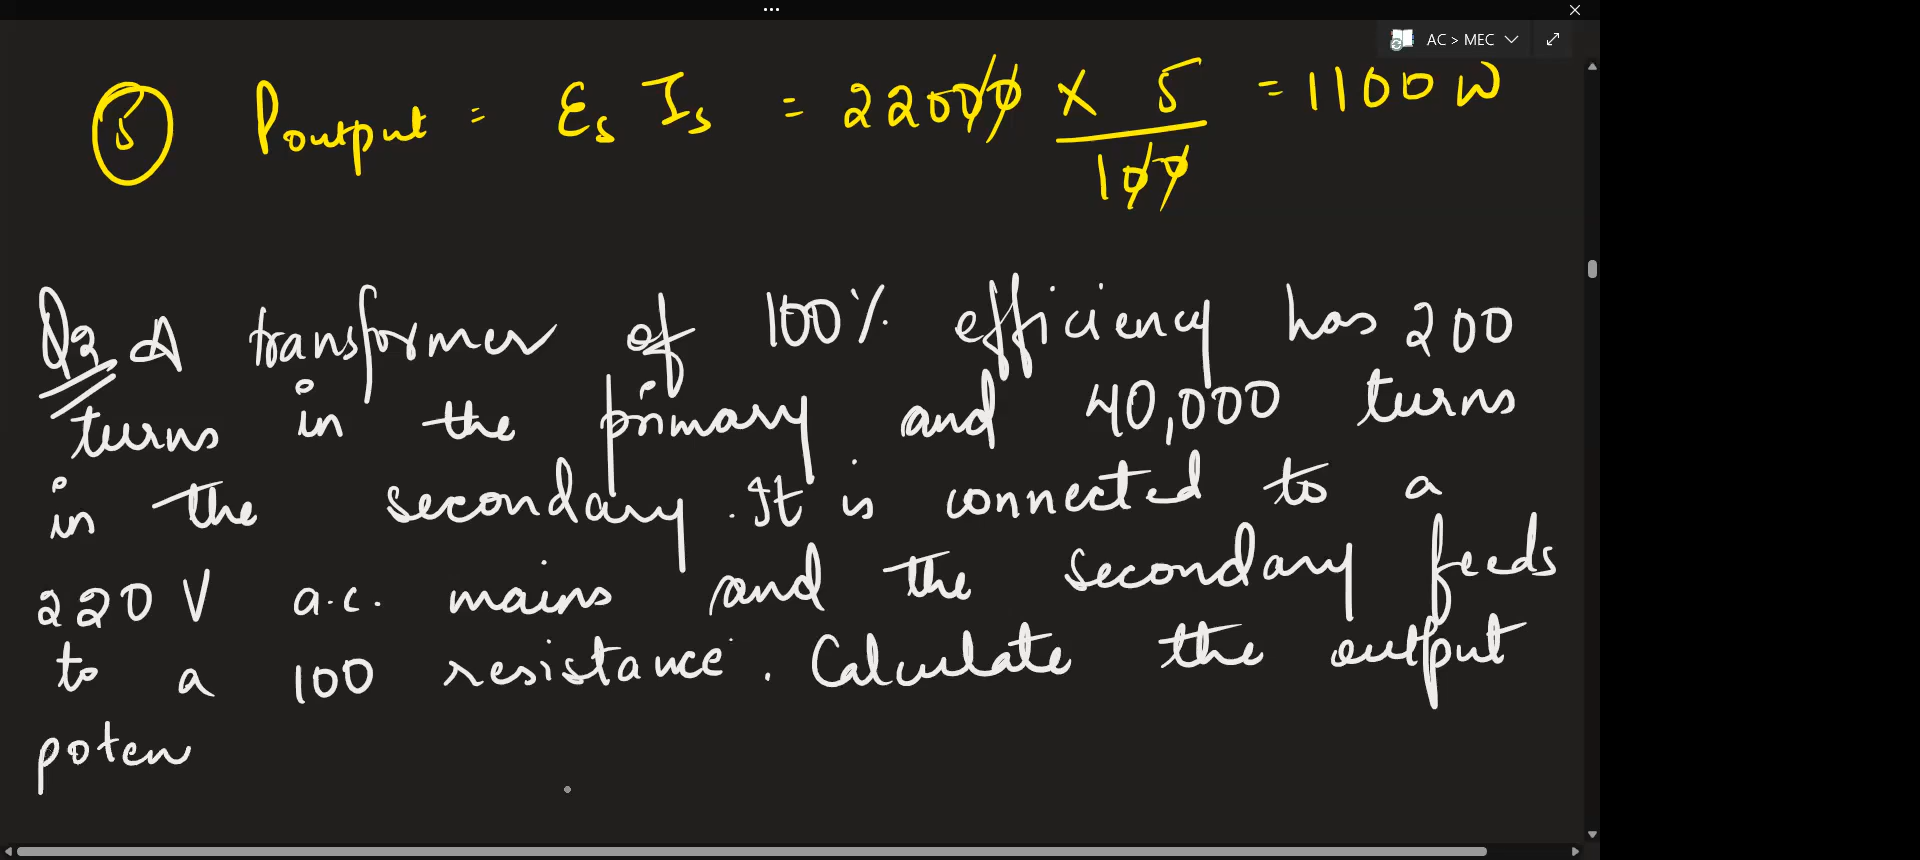 AC > MEC
5 Poutput = Es Is = 22000 x 5 / 100 = 1100 W
Q2 A transformer of 100% efficiency has 200
turns in the primary and 40,000 turns
in the secondary. It is connected to a
220 V a.c. mains and the secondary feeds
to a 100 resistance. Calculate the output
poten